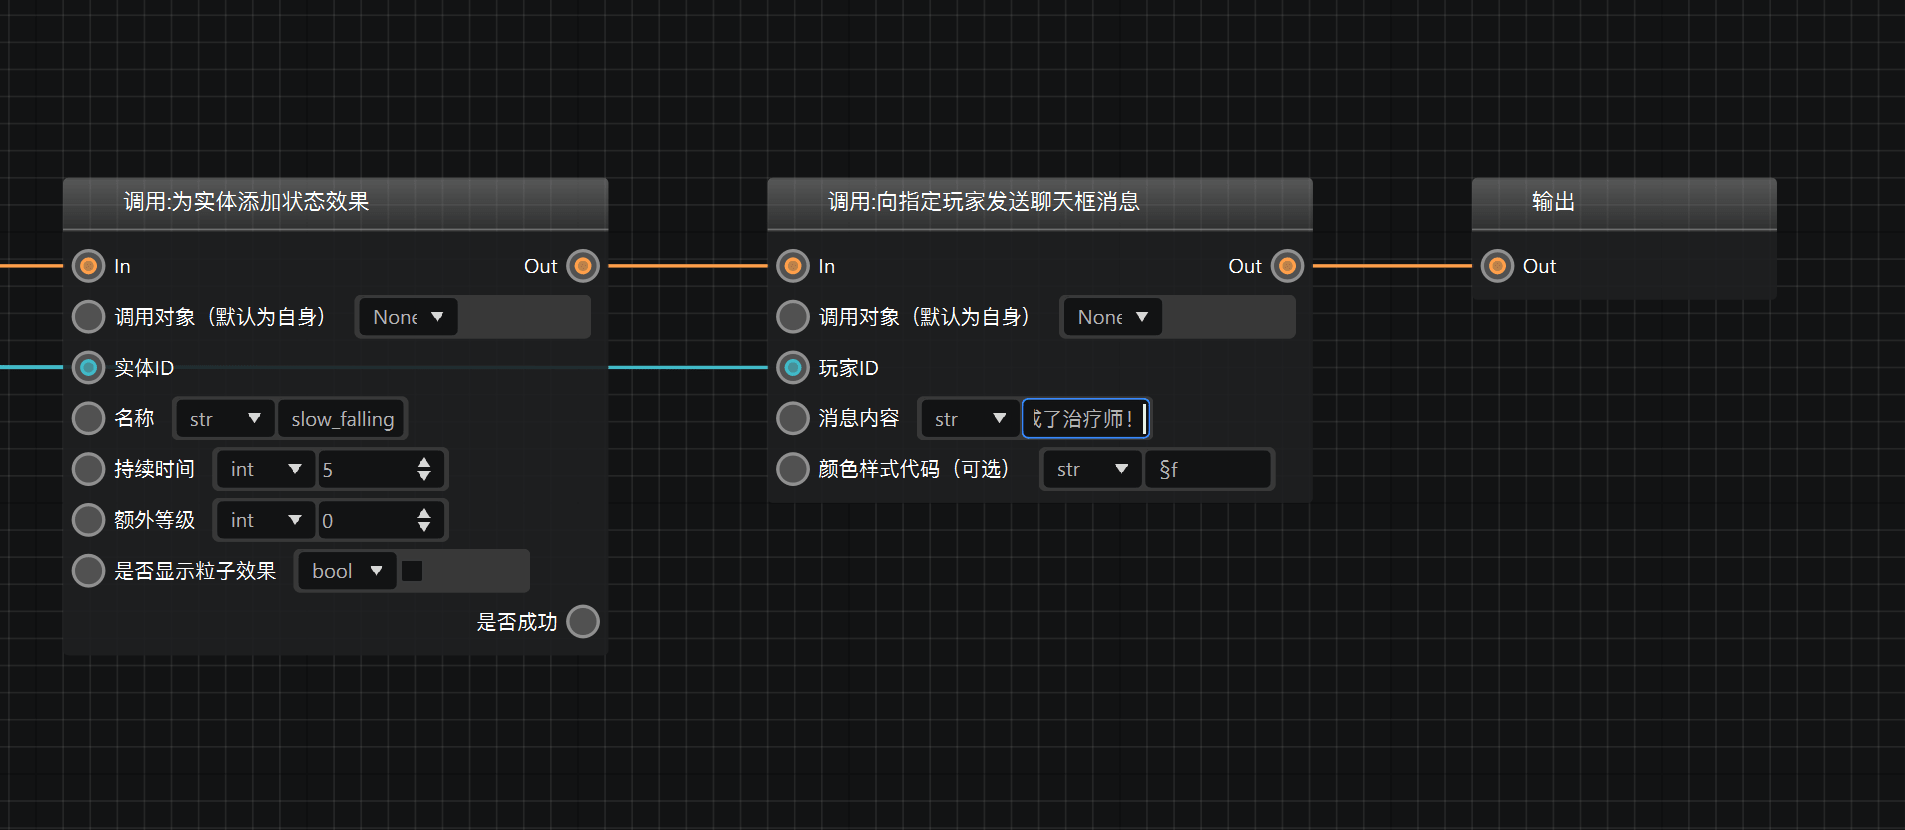 调用:为实体添加状态效果
In
Out
调用对象（默认为自身）
None
实体ID
名称
str
slow_falling
持续时间
int
5
额外等级
int
0
是否显示粒子效果
bool
是否成功
调用:向指定玩家发送聊天框消息
In
Out
调用对象（默认为自身）
None
玩家ID
消息内容
str
了治疗师！
颜色样式代码（可选）
str
§f
输出
Out